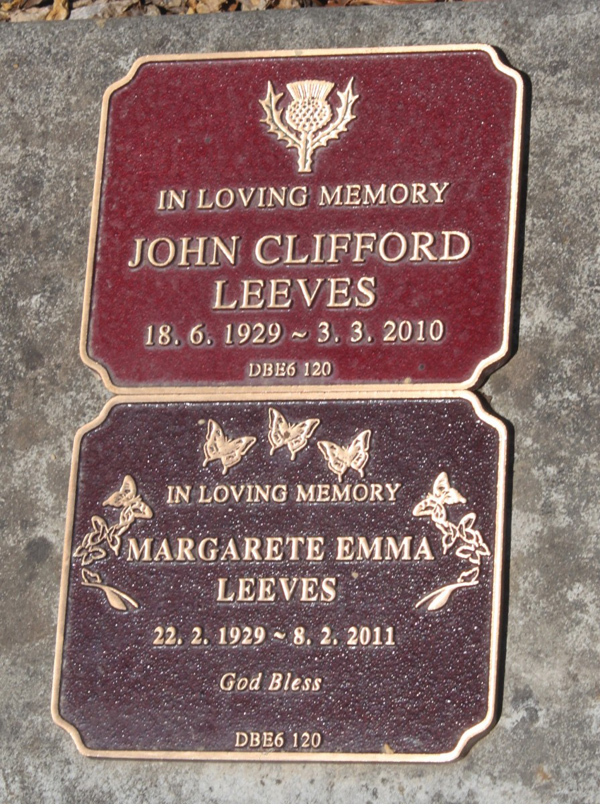 IN LOVING MEMORY
JOHN CLIFFORD
LEEVES
18. 6. 1929 ~ 3. 3. 2010
DBE6 120
IN LOVING MEMORY
MARGARETE EMMA
LEEVES
22. 2. 1929 ~ 8. 2. 2011
God Bless
DBE6 120